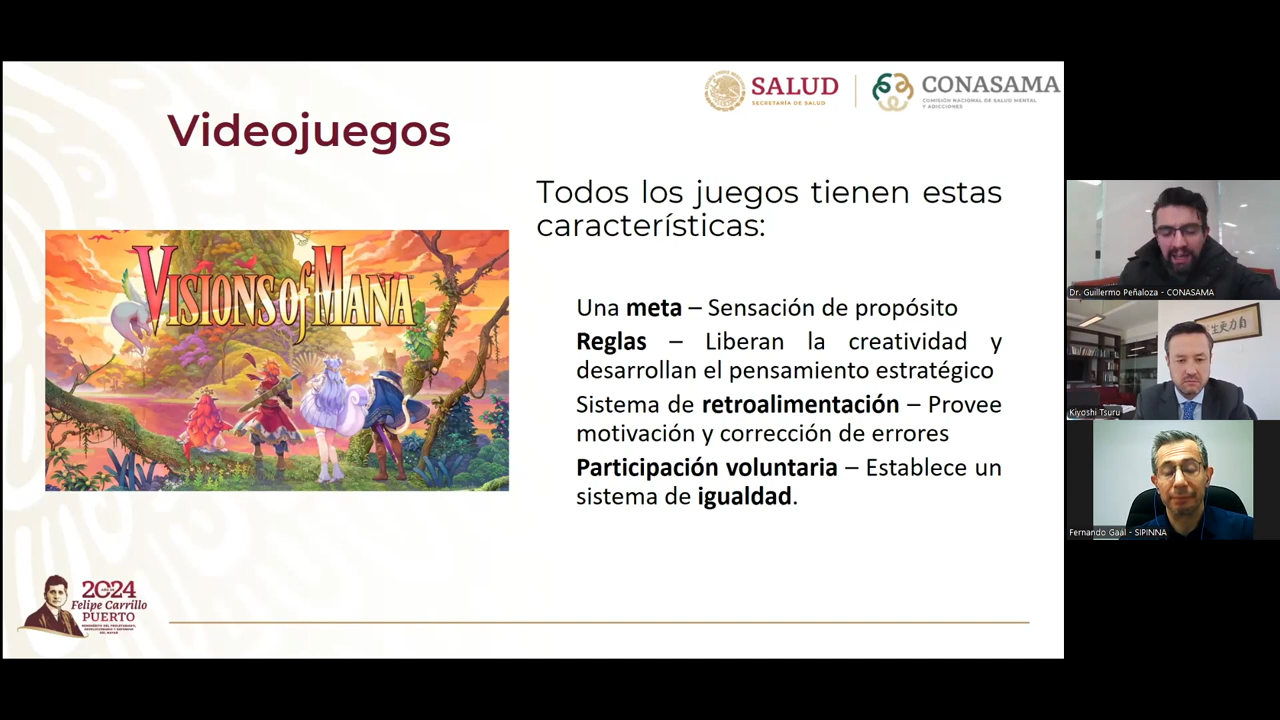 SALUD
SECRETARÍA DE SALUD
CONASAMA
COMISIÓN NACIONAL DE SALUD MENTAL
Y ADICCIONES
Videojuegos
VISIONS of MANA
Todos los juegos tienen estas
características:
Una meta – Sensación de propósito
Reglas – Liberan la creatividad y
desarrollan el pensamiento estratégico
Sistema de retroalimentación – Provee
motivación y corrección de errores
Participación voluntaria – Establece un
sistema de igualdad.
2024
Felipe Carrillo
PUERTO
Dr. Guillermo Peñaloza - CONASAMA
Kiyoshi Tsuru
Fernando Gaál - SIPINNA